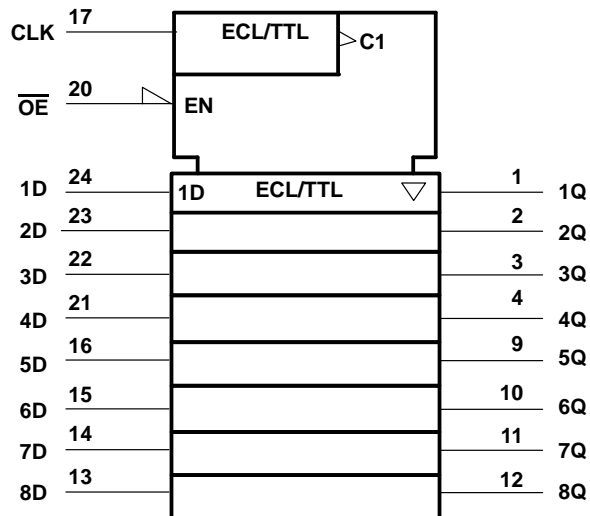 CLK 17 ECL/TTL C1
OE 20 EN
1D 24 1D ECL/TTL 1 1Q
2D 23 2 2Q
3D 22 3 3Q
4D 21 4 4Q
5D 16 9 5Q
6D 15 10 6Q
7D 14 11 7Q
8D 13 12 8Q